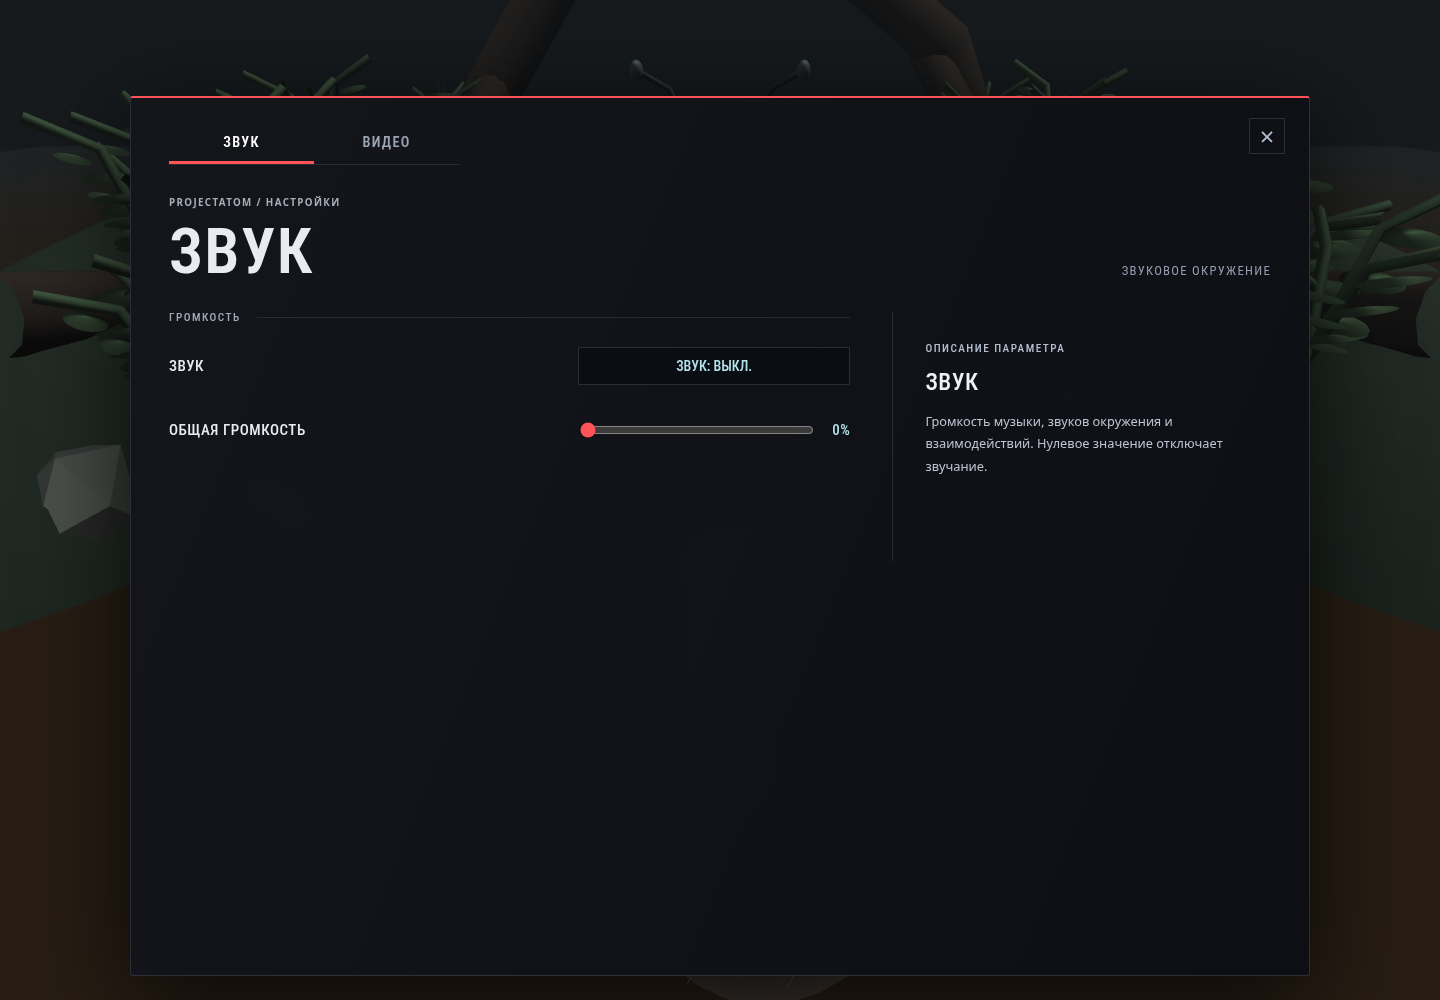 ЗВУК
ВИДЕО
PROJECTATOM / НАСТРОЙКИ
ЗВУК
ЗВУКОВОЕ ОКРУЖЕНИЕ
ГРОМКОСТЬ
ЗВУК
ЗВУК: ВЫКЛ.
ОБЩАЯ ГРОМКОСТЬ
0%
ОПИСАНИЕ ПАРАМЕТРА
ЗВУК
Громкость музыки, звуков окружения и
взаимодействий. Нулевое значение отключает
звучание.